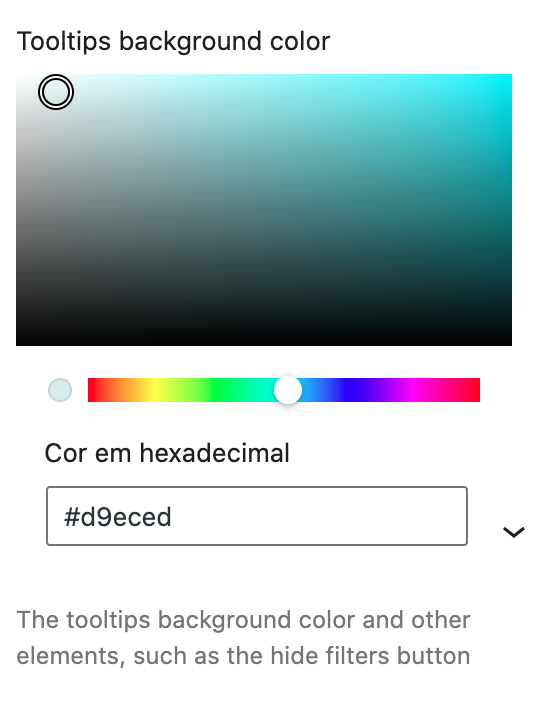 Tooltips background color
Cor em hexadecimal
#d9eced
The tooltips background color and other
elements, such as the hide filters button